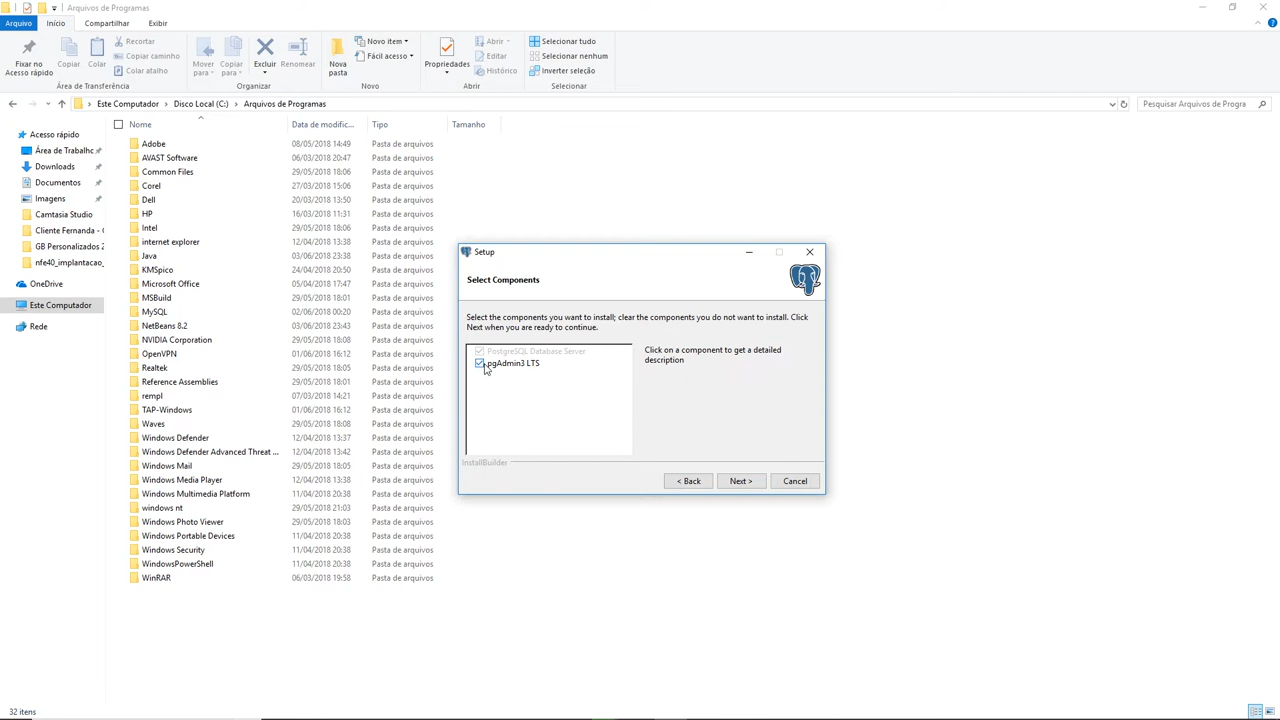 Arquivos de Programas
Arquivo Início Compartilhar Exibir
Fixar no Acesso rápido
Copiar
Colar
Recortar
Copiar caminho
Colar atalho
Área de Transferência
Mover para
Copiar para
Excluir
Renomear
Organizar
Nova pasta
Novo item
Fácil acesso
Novo
Propriedades
Abrir
Editar
Histórico
Abrir
Selecionar tudo
Selecionar nenhum
Inverter seleção
Selecionar
Este Computador > Disco Local (C:) > Arquivos de Programas
Pesquisar Arquivos de Progra
Acesso rápido
Área de Trabalhc
Downloads
Documentos
Imagens
Camtasia Studio
Cliente Fernanda - (
GB Personalizados 2
nfe40_implantacao_
OneDrive
Este Computador
Rede
Nome Data de modific... Tipo Tamanho
Adobe 08/05/2018 14:49 Pasta de arquivos
AVAST Software 06/03/2018 20:47 Pasta de arquivos
Common Files 29/05/2018 18:06 Pasta de arquivos
Corel 27/03/2018 15:06 Pasta de arquivos
Dell 20/03/2018 13:50 Pasta de arquivos
HP 16/03/2018 11:31 Pasta de arquivos
Intel 29/05/2018 18:06 Pasta de arquivos
internet explorer 12/04/2018 13:38 Pasta de arquivos
Java 03/06/2018 23:38 Pasta de arquivos
KMSpico 24/04/2018 20:50 Pasta de arquivos
Microsoft Office 05/04/2018 17:47 Pasta de arquivos
MSBuild 29/05/2018 18:01 Pasta de arquivos
MySQL 02/06/2018 00:20 Pasta de arquivos
NetBeans 8.2 03/06/2018 23:43 Pasta de arquivos
NVIDIA Corporation 29/05/2018 18:01 Pasta de arquivos
OpenVPN 01/06/2018 16:12 Pasta de arquivos
Realtek 29/05/2018 18:06 Pasta de arquivos
Reference Assemblies 29/05/2018 18:01 Pasta de arquivos
rempl 07/03/2018 14:21 Pasta de arquivos
TAP-Windows 01/06/2018 16:12 Pasta de arquivos
Waves 29/05/2018 18:05 Pasta de arquivos
Windows Defender 12/04/2018 13:37 Pasta de arquivos
Windows Defender Advanced Threat ... 12/04/2018 13:42 Pasta de arquivos
Windows Mail 29/05/2018 18:05 Pasta de arquivos
Windows Media Player 12/04/2018 13:38 Pasta de arquivos
Windows Multimedia Platform 11/04/2018 20:38 Pasta de arquivos
windows nt 29/05/2018 21:03 Pasta de arquivos
Windows Photo Viewer 29/05/2018 18:03 Pasta de arquivos
Windows Portable Devices 11/04/2018 20:38 Pasta de arquivos
Windows Security 11/04/2018 20:38 Pasta de arquivos
WindowsPowerShell 11/04/2018 20:38 Pasta de arquivos
WinRAR 06/03/2018 19:58 Pasta de arquivos
Setup
Select Components
Select the components you want to install; clear the components you do not want to install. Click
Next when you are ready to continue.
PostgreSQL Database Server
pgAdmin3 LTS
Click on a component to get a detailed
description
InstallBuilder
< Back Next > Cancel
32 itens